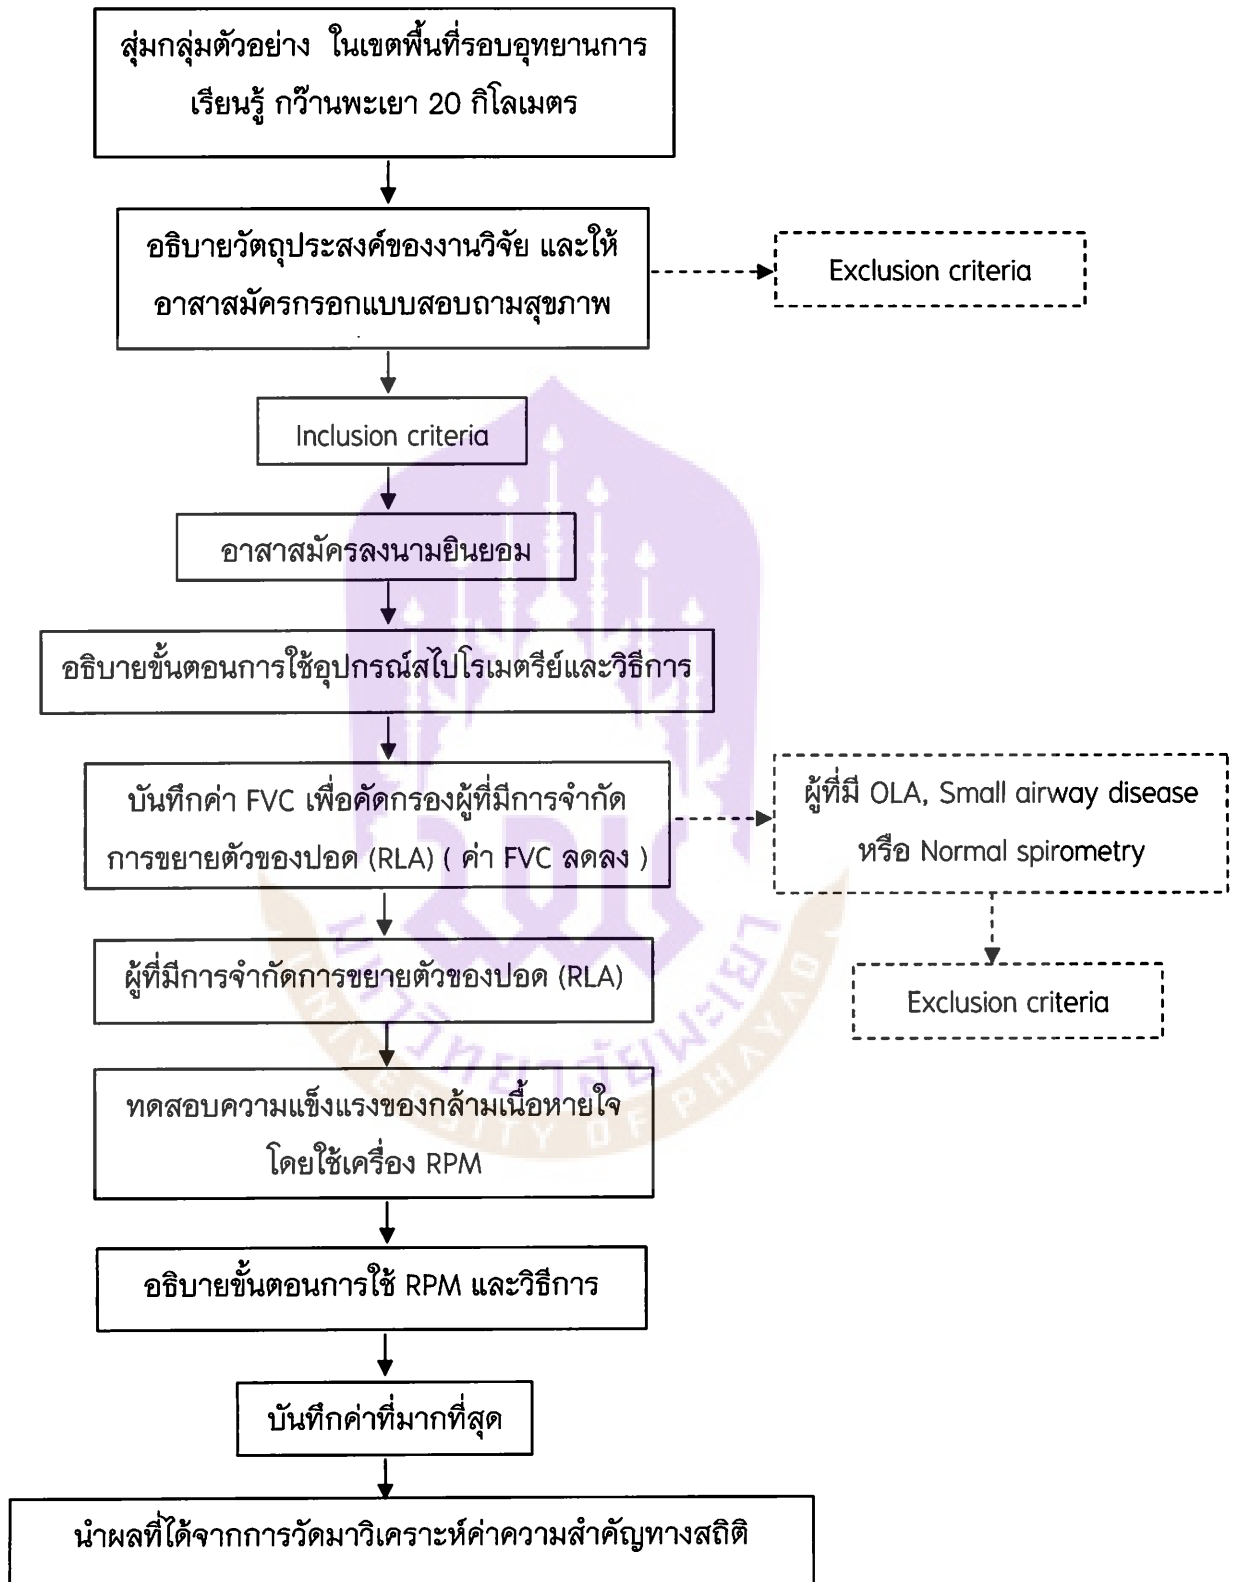 สุ่มกลุ่มตัวอย่าง ในเขตพื้นที่รอบอุทยานการ
เรียนรู้ กว๊านพะเยา 20 กิโลเมตร
อธิบายวัตถุประสงค์ของงานวิจัย และให้
อาสาสมัครกรอกแบบสอบถามสุขภาพ
Exclusion criteria
Inclusion criteria
อาสาสมัครลงนามยินยอม
อธิบายขั้นตอนการใช้อุปกรณ์สไปโรเมตรีย์และวิธีการ
บันทึกค่า FVC เพื่อคัดกรองผู้ที่มีการจำกัด
การขยายตัวของปอด (RLA) ( ค่า FVC ลดลง )
ผู้ที่มี OLA, Small airway disease
หรือ Normal spirometry
ผู้ที่มีการจำกัดการขยายตัวของปอด (RLA)
Exclusion criteria
ทดสอบความแข็งแรงของกล้ามเนื้อหายใจ
โดยใช้เครื่อง RPM
อธิบายขั้นตอนการใช้ RPM และวิธีการ
บันทึกค่าที่มากที่สุด
นำผลที่ได้จากการวัดมาวิเคราะห์ค่าความสำคัญทางสถิติ
มหาวิทยาลัยพะเยา
UNIVERSITY OF PHAYAO